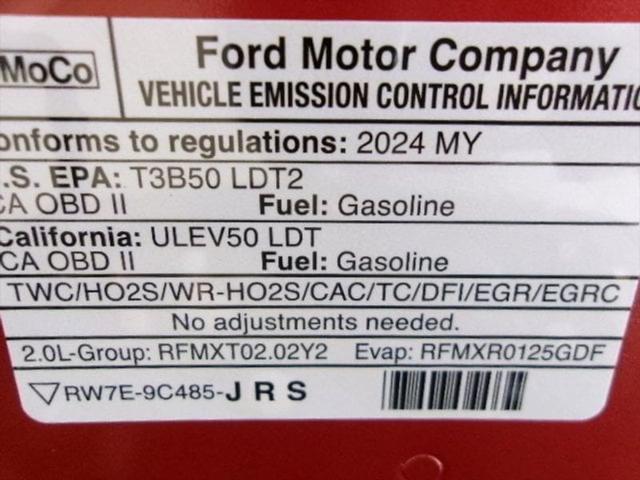 MoCo
Ford Motor Company
VEHICLE EMISSION CONTROL INFORMATIO
onforms to regulations: 2024 MY
.S. EPA: T3B50 LDT2
CA OBD II Fuel: Gasoline
California: ULEV50 LDT
CA OBD II Fuel: Gasoline
TWC/HO2S/WR-HO2S/CAC/TC/DFI/EGR/EGRC
No adjustments needed.
2.0L-Group: RFMXT02.02Y2 Evap: RFMXR0125GDF
RW7E-9C485-J R S